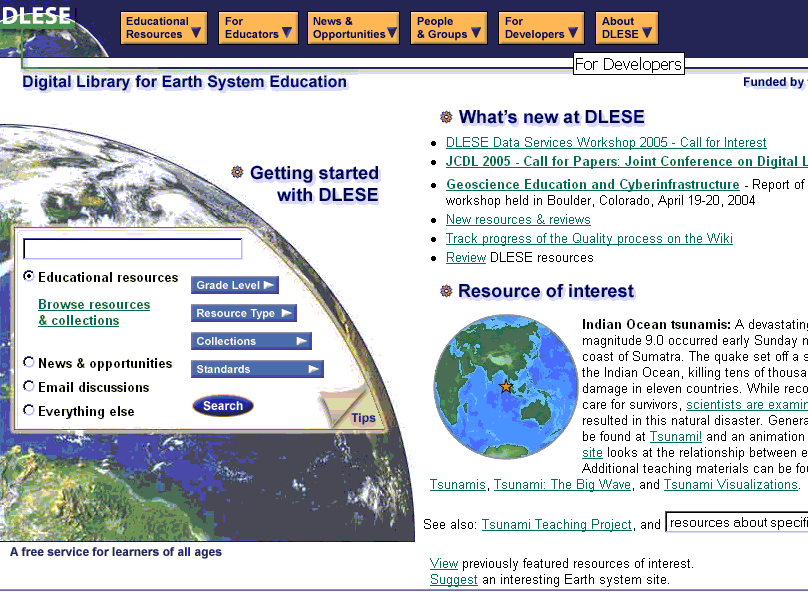 DLESE
Educational Resources
For Educators
News & Opportunities
People & Groups
For Developers
About DLESE
For Developers
Digital Library for Earth System Education
Funded by
Getting started
with DLESE
Educational resources
Browse resources
& collections
News & opportunities
Email discussions
Everything else
Grade Level
Resource Type
Collections
Standards
Search
Tips
A free service for learners of all ages
What's new at DLESE
DLESE Data Services Workshop 2005 - Call for Interest
JCDL 2005 - Call for Papers: Joint Conference on Digital
Geoscience Education and Cyberinfrastructure - Report of
workshop held in Boulder, Colorado, April 19-20, 2004
New resources & reviews
Track progress of the Quality process on the Wiki
Review DLESE resources
Resource of interest
Indian Ocean tsunamis: A devastating
magnitude 9.0 occurred early Sunday
coast of Sumatra. The quake set off a
the Indian Ocean, killing tens of
damage in eleven countries. While
care for survivors, scientists are
resulted in this natural disaster.
be found at Tsunami! and an animation
site looks at the relationship between
Additional teaching materials can be
Tsunamis, Tsunami: The Big Wave, and Tsunami Visualizations.
See also: Tsunami Teaching Project, and resources about
View previously featured resources of interest.
Suggest an interesting Earth system site.